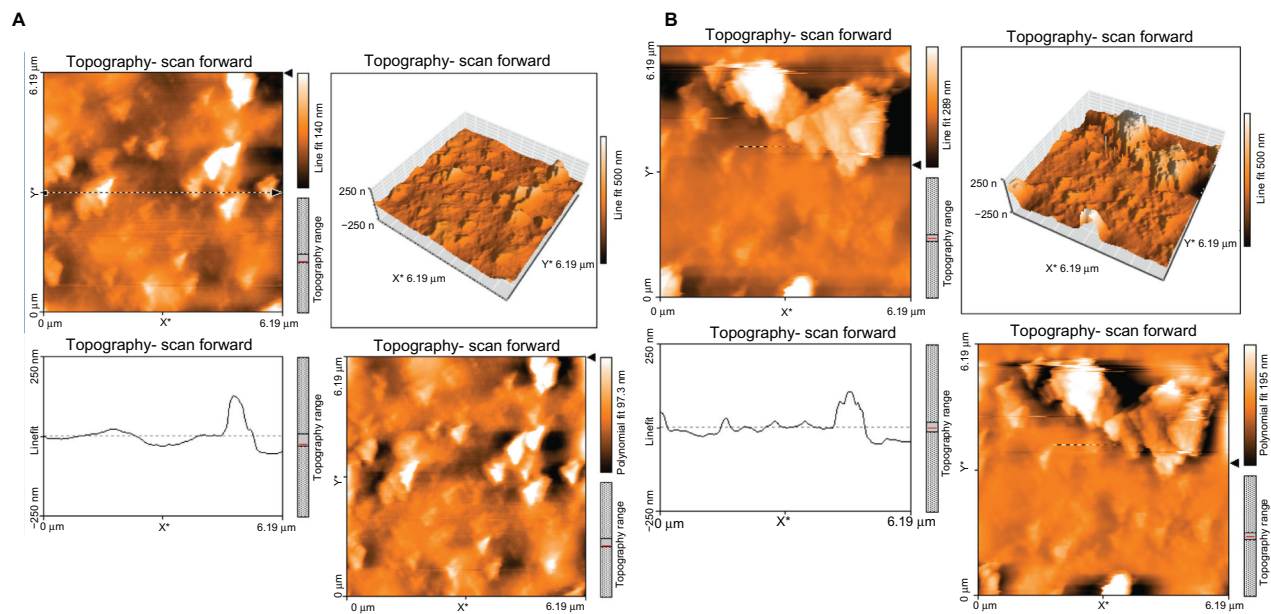 A
Topography- scan forward
6.19 µm
Y*
0 µm
0 µm
X*
6.19 µm
Line fit 140 nm
Topography range
Topography- scan forward
250 n
−250 n
X* 6.19 µm
Y* 6.19 µm
Line fit 500 nm
Topography- scan forward
250 nm
Linefit
−250 nm
0 µm
X*
6.19 µm
Topography range
Topography- scan forward
6.19 µm
Y*
0 µm
0 µm
X*
6.19 µm
Polynomial fit 97.3 nm
Topography range
B
Topography- scan forward
6.19 µm
Y*
0 µm
0 µm
X*
6.19 µm
Line fit 289 nm
Topography range
Topography- scan forward
250 n
−250 n
X* 6.19 µm
Y* 6.19 µm
Line fit 500 nm
Topography- scan forward
250 nm
Linefit
−250 nm
0 µm
X*
6.19 µm
Topography range
Topography- scan forward
6.19 µm
Y*
0 µm
0 µm
X*
6.19 µm
Polynomial fit 195 nm
Topography range